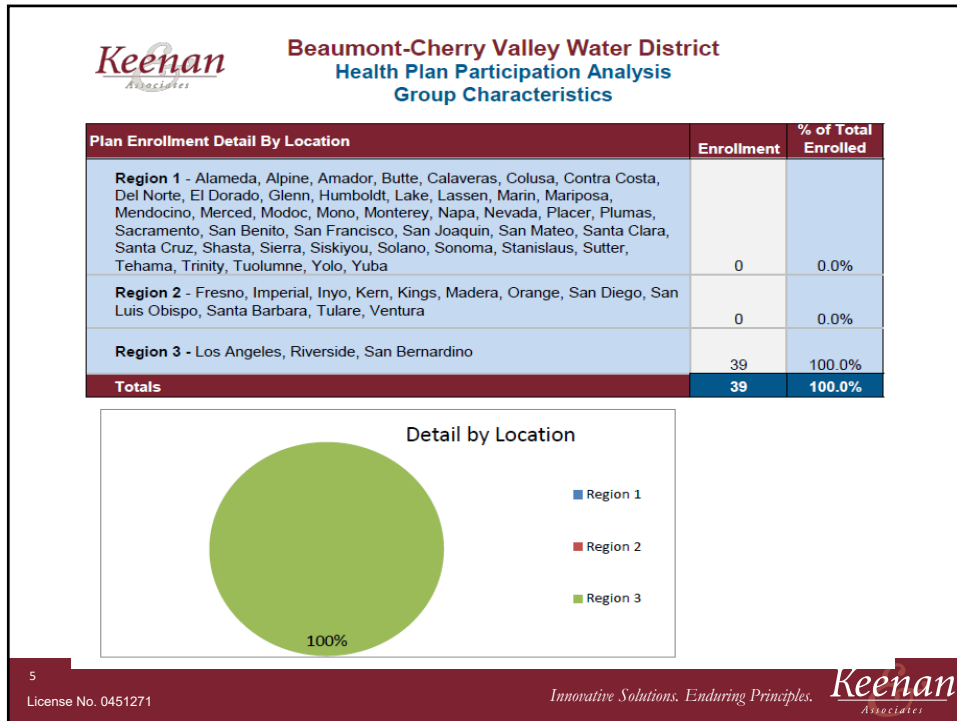 Keenan
& Associates
Beaumont-Cherry Valley Water District
Health Plan Participation Analysis
Group Characteristics
Plan Enrollment Detail By Location Enrollment % of Total Enrolled
Region 1 - Alameda, Alpine, Amador, Butte, Calaveras, Colusa, Contra Costa,
Del Norte, El Dorado, Glenn, Humboldt, Lake, Lassen, Marin, Mariposa,
Mendocino, Merced, Modoc, Mono, Monterey, Napa, Nevada, Placer, Plumas,
Sacramento, San Benito, San Francisco, San Joaquin, San Mateo, Santa Clara,
Santa Cruz, Shasta, Sierra, Siskiyou, Solano, Sonoma, Stanislaus, Sutter,
Tehama, Trinity, Tuolumne, Yolo, Yuba 0 0.0%
Region 2 - Fresno, Imperial, Inyo, Kern, Kings, Madera, Orange, San Diego, San
Luis Obispo, Santa Barbara, Tulare, Ventura 0 0.0%
Region 3 - Los Angeles, Riverside, San Bernardino 39 100.0%
Totals 39 100.0%
Detail by Location
Region 1
Region 2
Region 3
100%
5
License No. 0451271
Innovative Solutions. Enduring Principles.
Keenan
& Associates